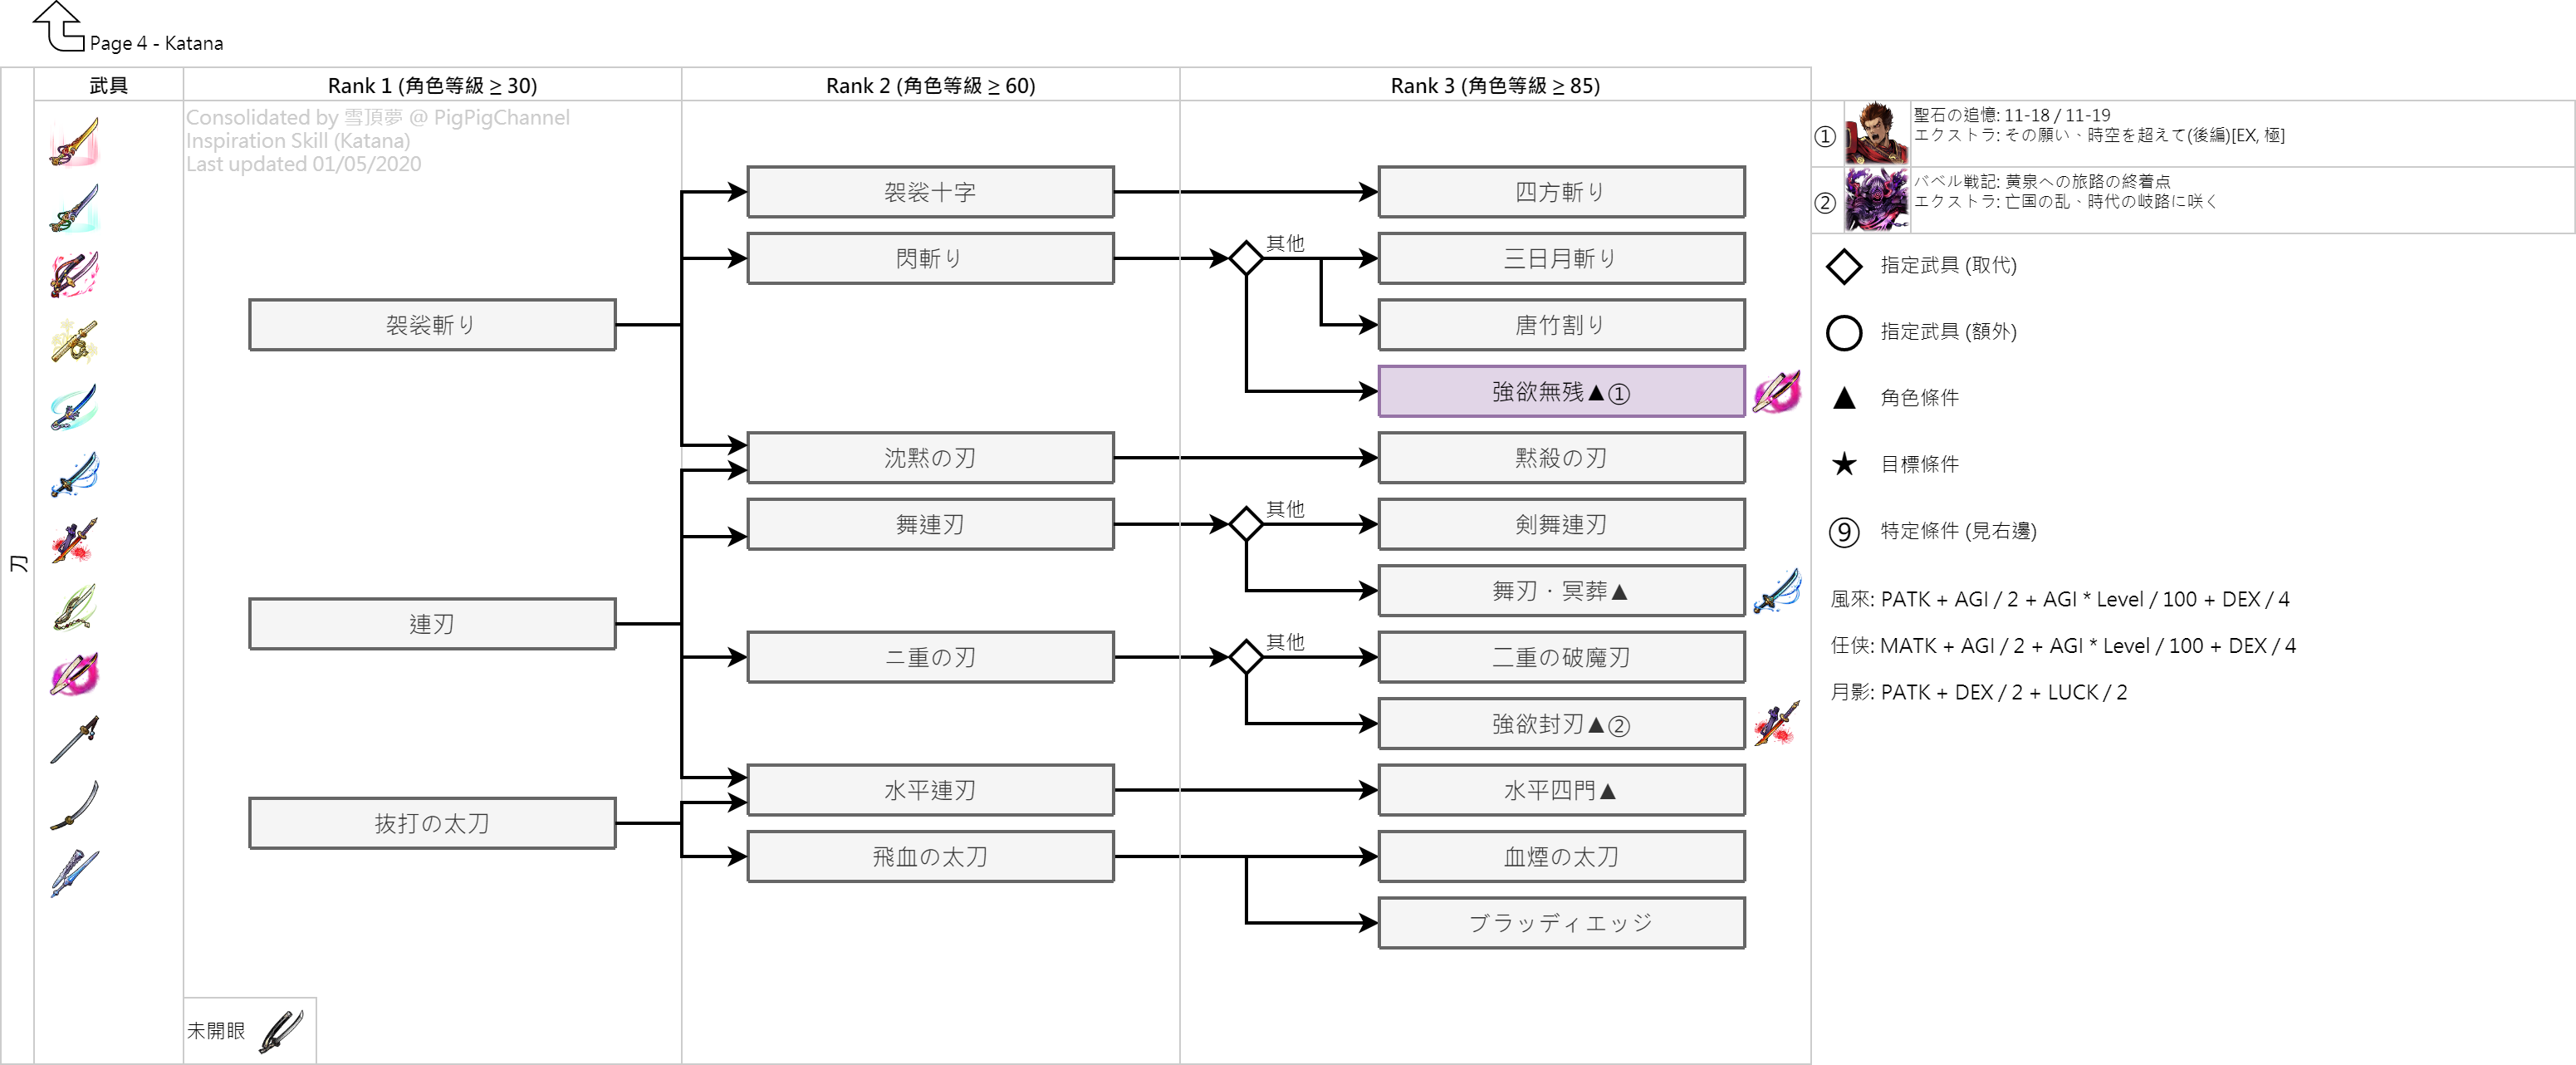 Page 4 - Katana
武具
Rank 1 (角色等級 ≥ 30)
Rank 2 (角色等級 ≥ 60)
Rank 3 (角色等級 ≥ 85)
刀
Consolidated by 雪頂夢 @ PigPigChannel
Inspiration Skill (Katana)
Last updated 01/05/2020
袈裟斬り
連刃
抜打の太刀
袈裟十字
閃斬り
沈黙の刃
舞連刃
二重の刃
水平連刃
飛血の太刀
四方斬り
其他
三日月斬り
唐竹割り
強欲無残▲①
黙殺の刃
其他
剣舞連刃
舞刃・冥葬▲
其他
二重の破魔刃
強欲封刃▲②
水平四門▲
血煙の太刀
ブラッディエッジ
未開眼
①
聖石の追憶: 11-18 / 11-19
エクストラ: その願い、時空を超えて(後編)[EX, 極]
②
バベル戦記: 黄泉への旅路の終着点
エクストラ: 亡国の乱、時代の岐路に咲く
指定武具 (取代)
指定武具 (額外)
▲ 角色條件
★ 目標條件
⑨ 特定條件 (見右邊)
風來: PATK + AGI / 2 + AGI * Level / 100 + DEX / 4
任侠: MATK + AGI / 2 + AGI * Level / 100 + DEX / 4
月影: PATK + DEX / 2 + LUCK / 2